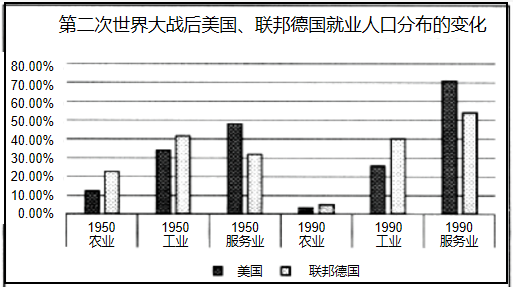 第二次世界大战后美国、联邦德国就业人口分布的变化
80.00%
70.00%
60.00%
50.00%
40.00%
30.00%
20.00%
10.00%
0.00%
1950 1950 1950 1990 1990 1990
农业 工业 服务业 农业 工业 服务业
美国 联邦德国